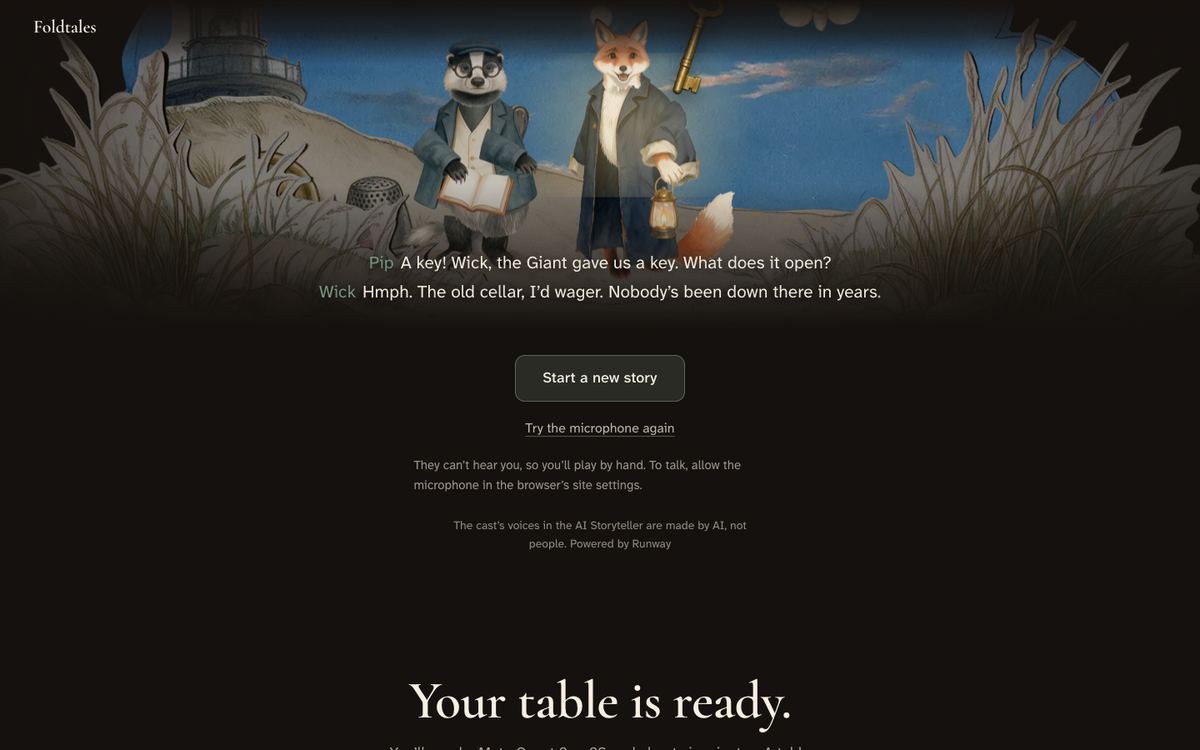 Foldtales
Pip A key! Wick, the Giant gave us a key. What does it open?
Wick Hmph. The old cellar, I’d wager. Nobody’s been down there in years.
Start a new story
Try the microphone again
They can’t hear you, so you’ll play by hand. To talk, allow the
microphone in the browser’s site settings.
The cast’s voices in the AI Storyteller are made by AI, not
people. Powered by Runway
Your table is ready.